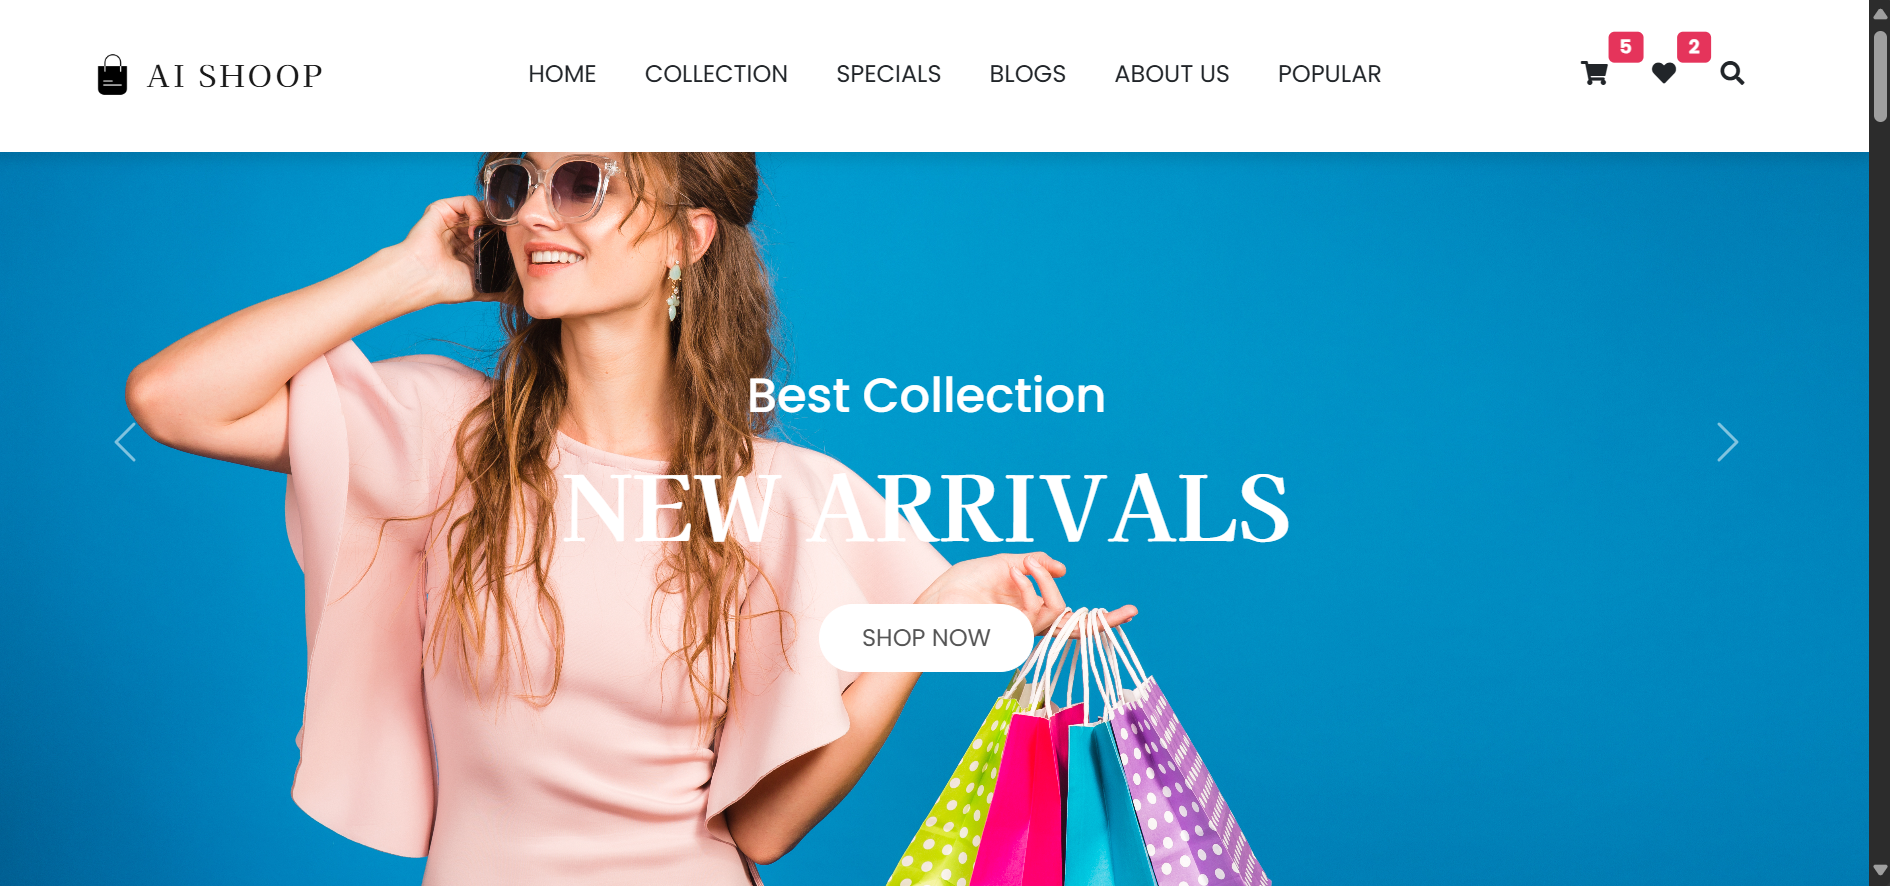 AI SHOOP
HOME COLLECTION SPECIALS BLOGS ABOUT US POPULAR
5 2
Best Collection
NEW ARRIVALS
SHOP NOW